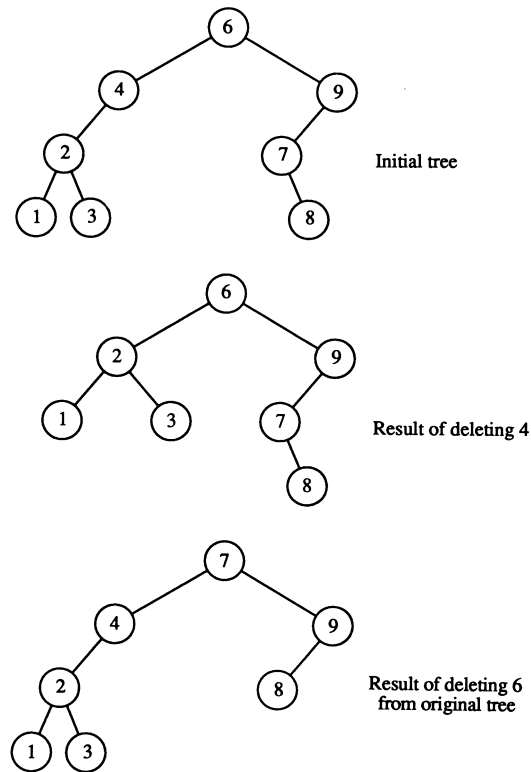 6
4 9
2 7
Initial tree
1 3 8
6
2 9
1 3 7
Result of deleting 4
8
7
4 9
2 8
Result of deleting 6
from original tree
1 3